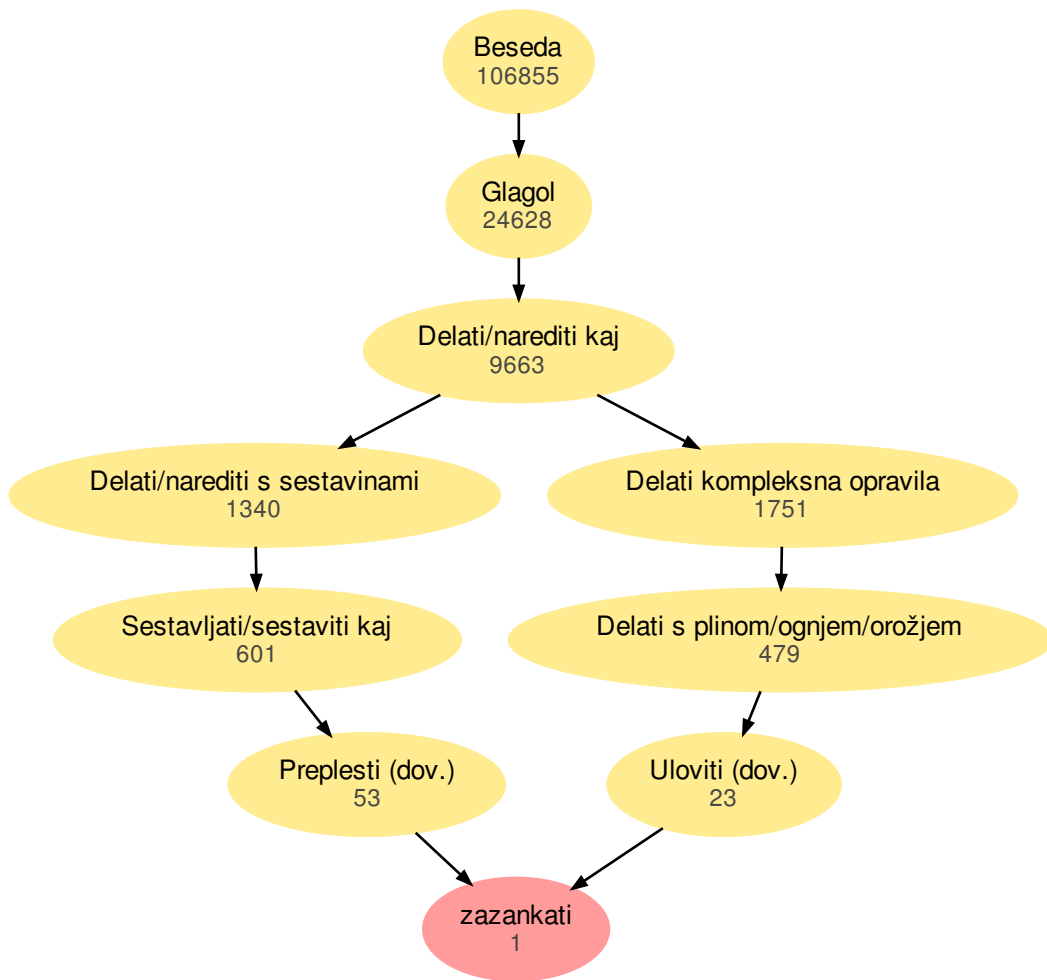 Beseda
106855
Glagol
24628
Delati/narediti kaj
9663
Delati/narediti s sestavinami
1340
Delati kompleksna opravila
1751
Sestavljati/sestaviti kaj
601
Delati s plinom/ognjem/orožjem
479
Preplesti (dov.)
53
Uloviti (dov.)
23
zazankati
1